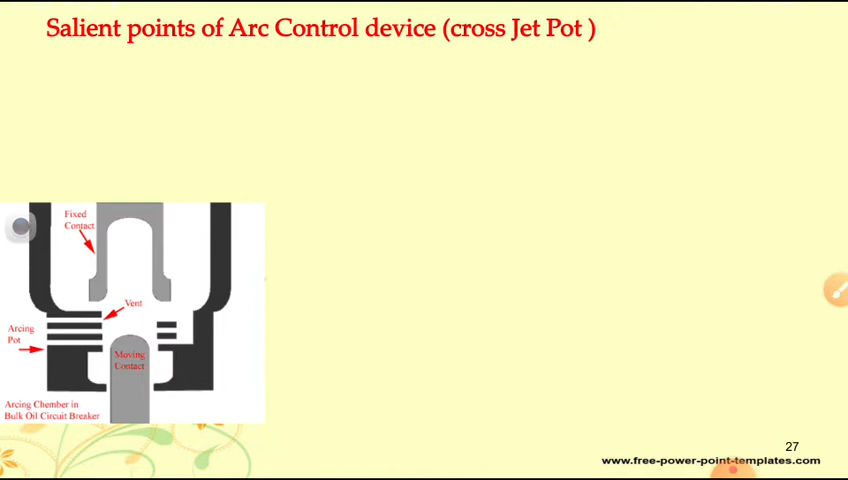 Salient points of Arc Control device (cross Jet Pot )
Fixed
Contact
Vent
Arcing
Pot
Moving
Contact
Arcing Chember in
Bulk Oil Circuit Breaker
27
www.free-power-point-templates.com